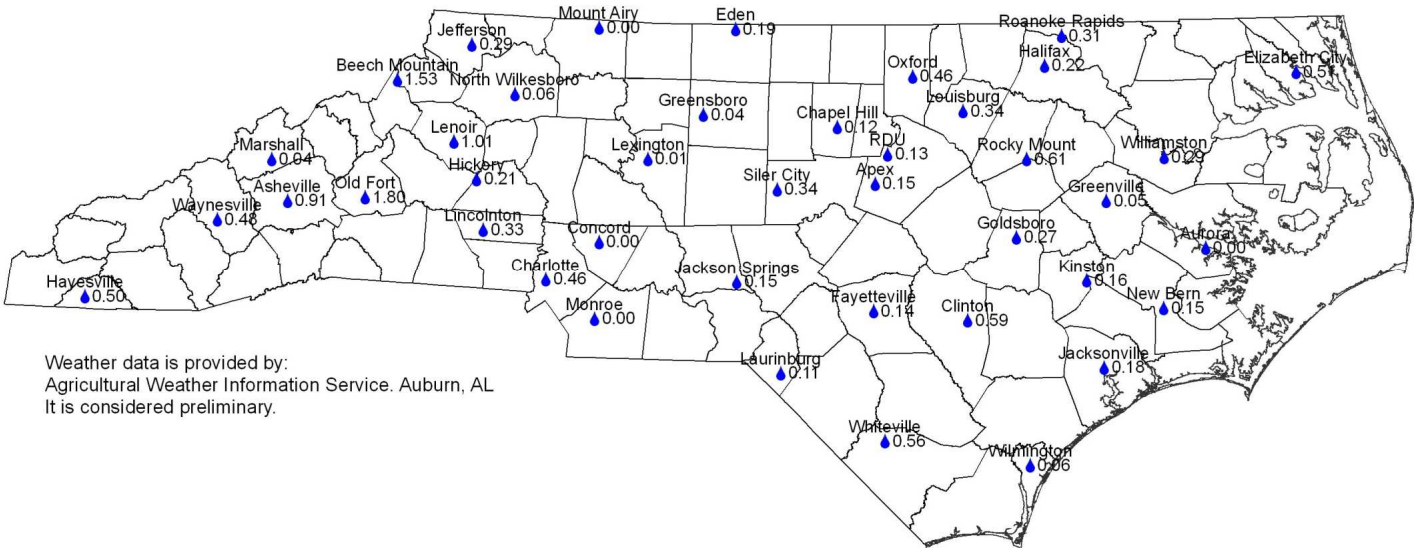 Mount Airy
0.00
Eden
0.19
Roanoke Rapids
0.31
Jefferson
0.29
Halifax
0.22
Beech Mountain
1.53
North Wilkesboro
0.06
Oxford
0.46
Elizabeth City
0.51
Greensboro
0.04
Chapel Hill
0.12
Louisburg
0.34
Lenoir
1.01
Marshall
0.04
Lexington
0.01
RDU
0.13
Rocky Mount
0.61
Williamston
0.29
Hickory
0.21
Siler City
0.34
Apex
0.15
Asheville
0.91
Old Fort
1.80
Greenville
0.05
Waynesville
0.48
Lincolnton
0.33
Concord
0.00
Goldsboro
0.27
Aurora
0.00
Charlotte
0.46
Jackson Springs
0.15
Kinston
0.16
Hayesville
0.50
Monroe
0.00
Fayetteville
0.14
Clinton
0.59
New Bern
0.15
Laurinburg
0.11
Jacksonville
0.18
Weather data is provided by:
Agricultural Weather Information Service. Auburn, AL
It is considered preliminary.
Whiteville
0.56
Wilmington
0.06